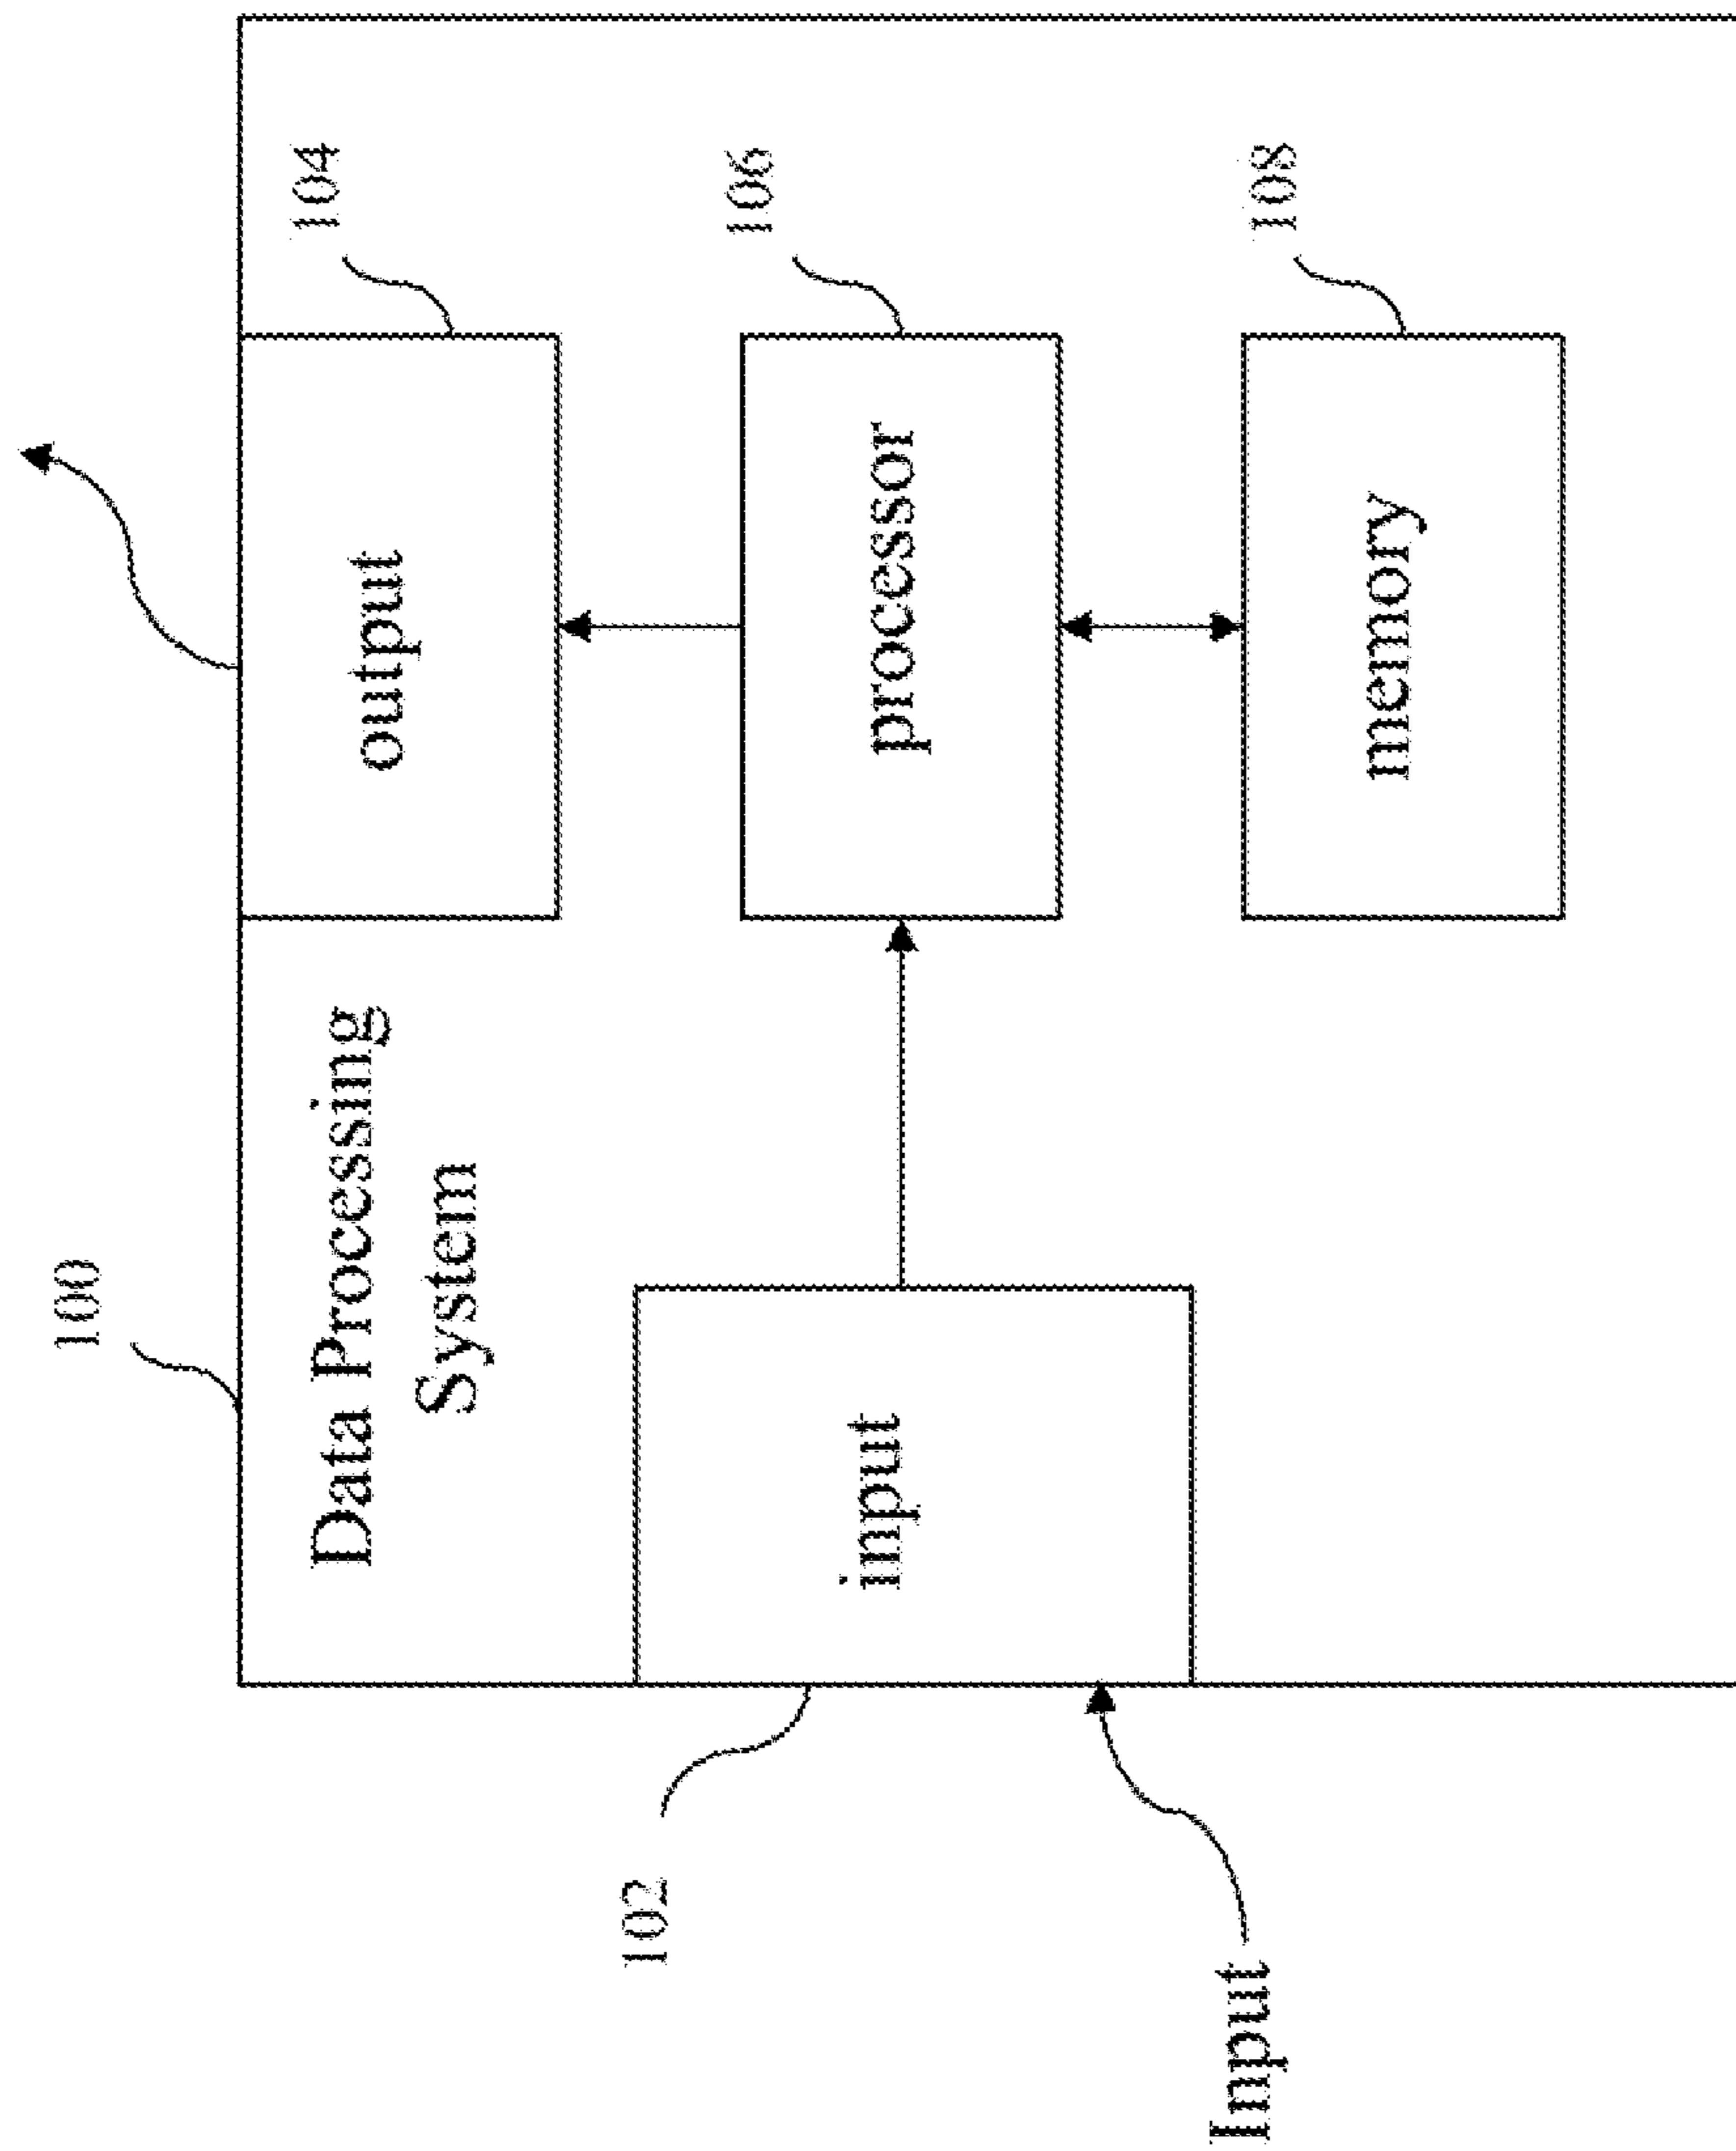 100
Data Processing
System
104
output
102
input
106
processor
108
memory
Input